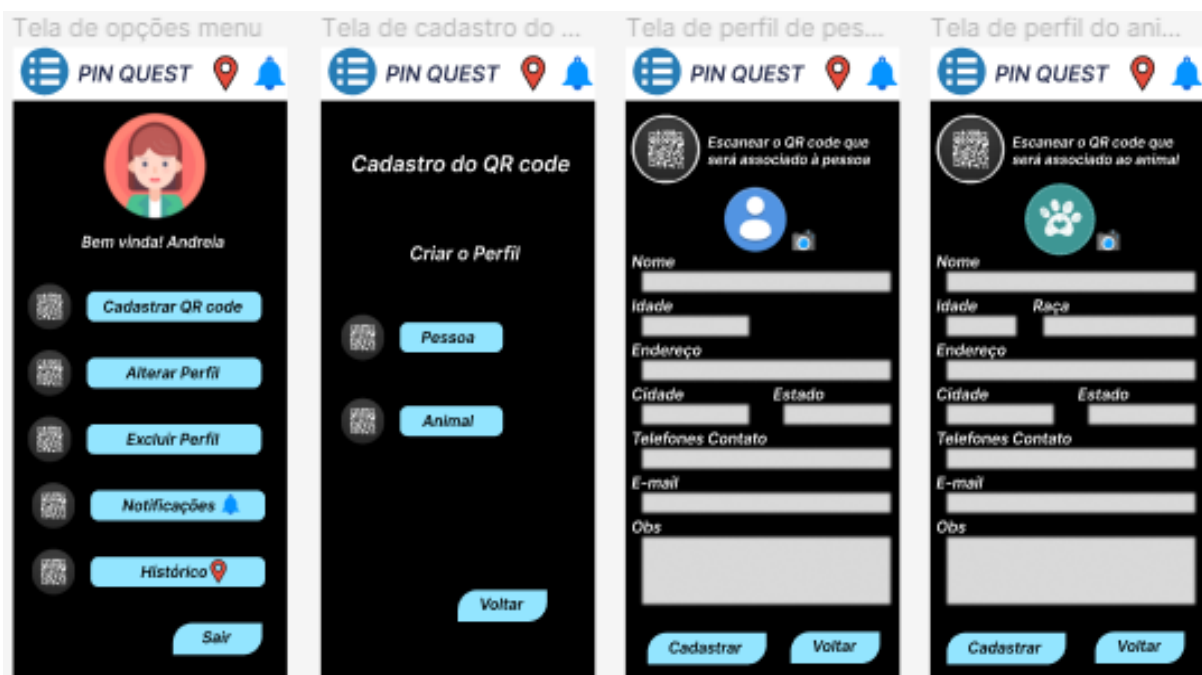 Tela de opções menu
PIN QUEST
Bem vinda! Andreia
Cadastrar QR code
Alterar Perfil
Excluir Perfil
Notificações
Histórico
Sair
Tela de cadastro do ...
PIN QUEST
Cadastro do QR code
Criar o Perfil
Pessoa
Animal
Voltar
Tela de perfil de pes...
PIN QUEST
Escanear o QR code que
será associado à pessoa
Nome
Idade
Endereço
Cidade Estado
Telefones Contato
E-mail
Obs
Cadastrar Voltar
Tela de perfil do ani...
PIN QUEST
Escanear o QR code que
será associado ao animal
Nome
Idade Raça
Endereço
Cidade Estado
Telefones Contato
E-mail
Obs
Cadastrar Voltar